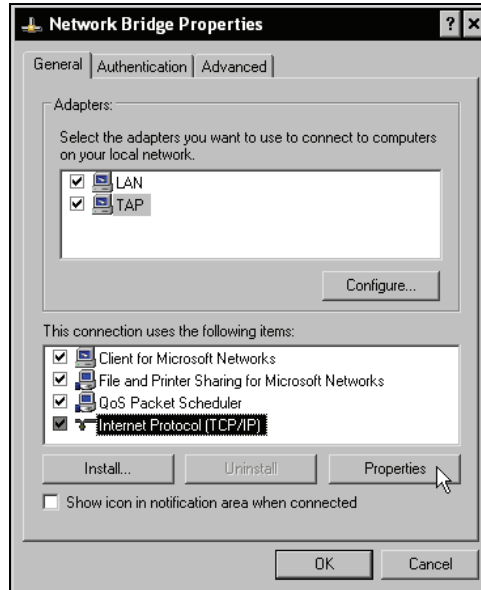 Network Bridge Properties
General
Authentication
Advanced
Adapters:
Select the adapters you want to use to connect to computers
on your local network.
LAN
TAP
Configure...
This connection uses the following items:
Client for Microsoft Networks
File and Printer Sharing for Microsoft Networks
QoS Packet Scheduler
Internet Protocol (TCP/IP)
Install...
Uninstall
Properties
Show icon in notification area when connected
OK
Cancel